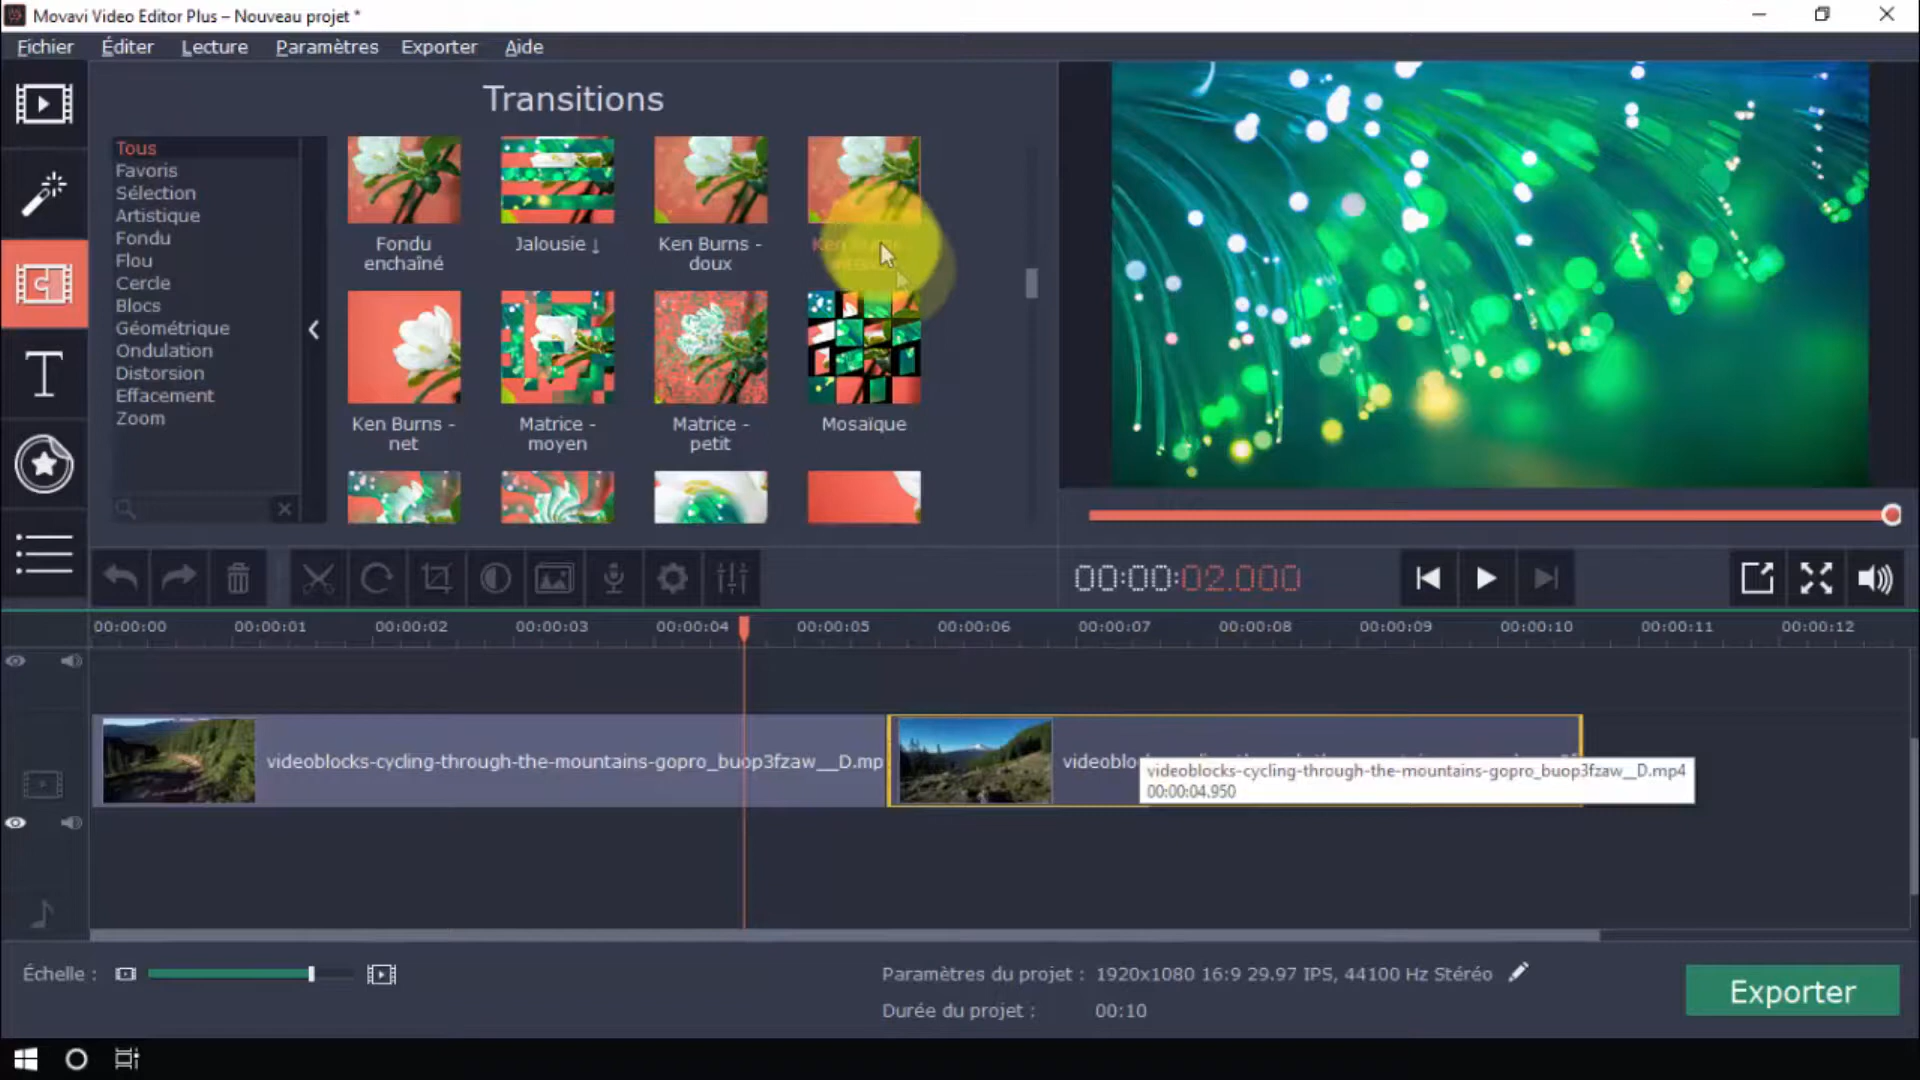 Movavi Video Editor Plus – Nouveau projet *
Fichier Éditer Lecture Paramètres Exporter Aide
Transitions
Tous
Favoris
Sélection
Artistique
Fondu
Flou
Cercle
Blocs
Géométrique
Ondulation
Distorsion
Effacement
Zoom
Fondu
enchaîné
Jalousie ↓
Ken Burns -
doux
Ken
Ken Burns -
net
Matrice -
moyen
Matrice -
petit
Mosaïque
00:00:02.000
00:00:00 00:00:01 00:00:02 00:00:03 00:00:04 00:00:05 00:00:06 00:00:07 00:00:08 00:00:09 00:00:10 00:00:11 00:00:12
videoblocks-cycling-through-the-mountains-gopro_buop3fzaw__D.mp
videoblo
videoblocks-cycling-through-the-mountains-gopro_buop3fzaw__D.mp4
00:00:04.950
Échelle :
Paramètres du projet : 1920x1080 16:9 29.97 IPS, 44100 Hz Stéréo
Durée du projet : 00:10
Exporter